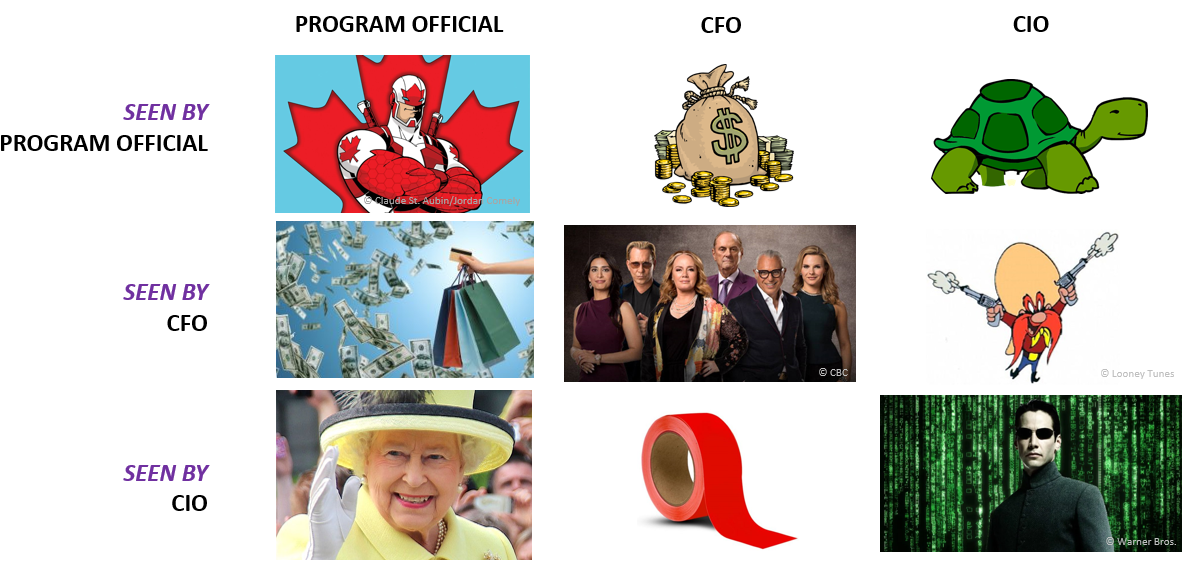 PROGRAM OFFICIAL
CFO
CIO
SEEN BY
PROGRAM OFFICIAL
© Claude St. Aubin/Jordan
$
SEEN BY
CFO
© CBC
© Looney Tunes
SEEN BY
CIO
© Warner Bros.